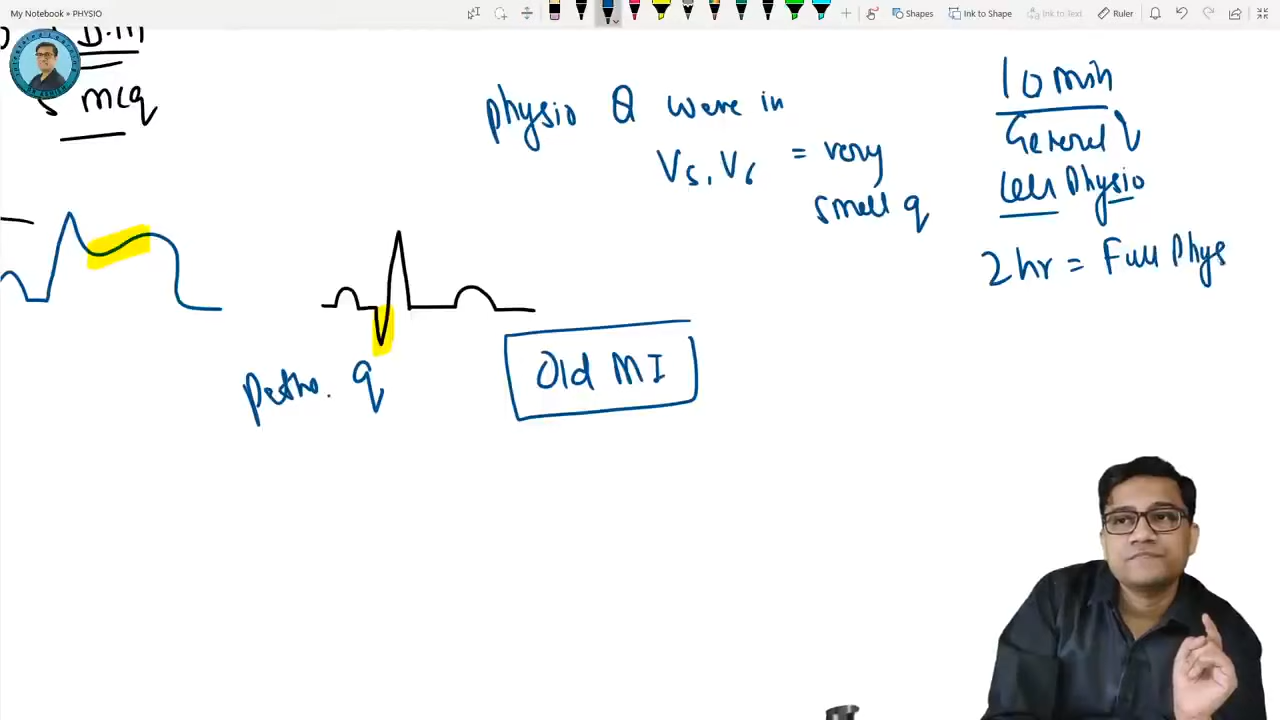 My Notebook » PHYSIO
Shapes
Ink to Shape
Ink to Text
Ruler
B.M
mcq
physio Q were in
V5, V6 = very
small q
10 min
General
Cell Physio
2 hr = Full Phys
Patho. q
Old MI